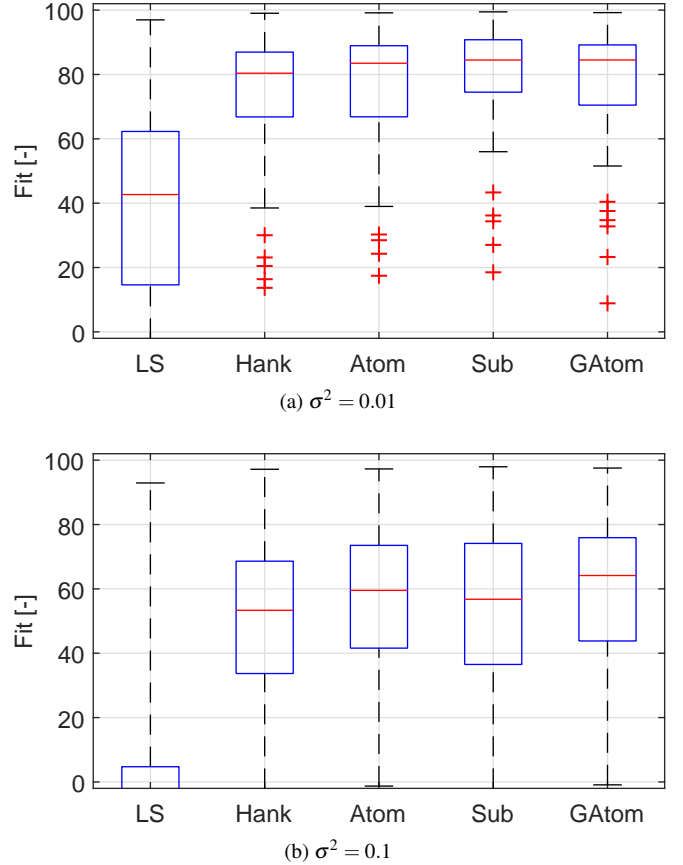 100
80
60
40
20
0
Fit [-]
LS Hank Atom Sub GAtom
(a) σ² = 0.01
100
80
60
40
20
0
Fit [-]
LS Hank Atom Sub GAtom
(b) σ² = 0.1